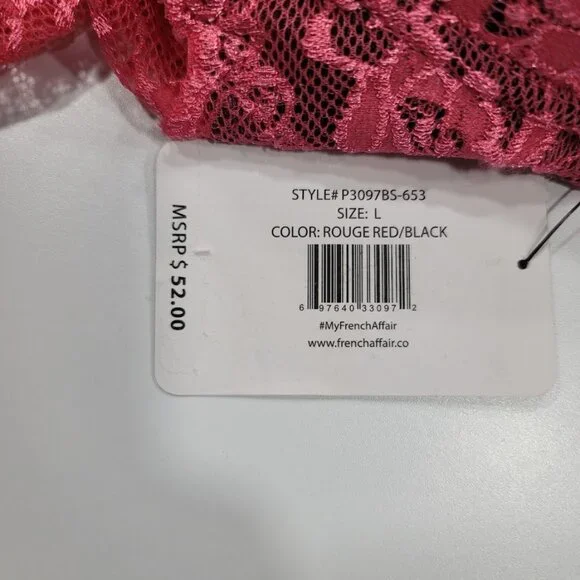 STYLE# P3097BS-653
SIZE: L
COLOR: ROUGE RED/BLACK
6 97640 33097 2
#MyFrenchAffair
www.frenchaffair.co
MSRP $ 52.00